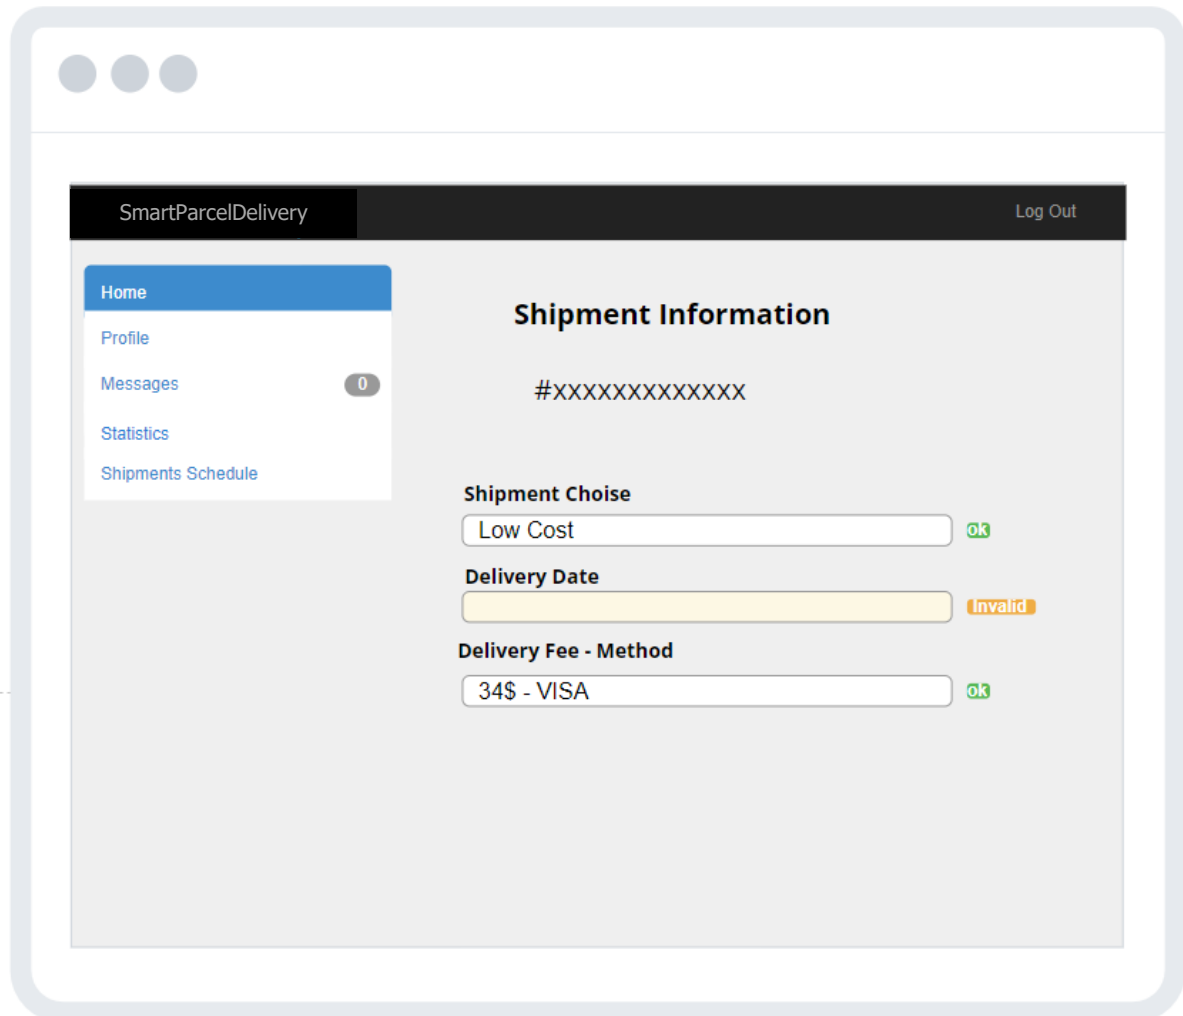 SmartParcelDelivery
Log Out
Home
Profile
Messages 0
Statistics
Shipments Schedule
Shipment Information
#xxxxxxxxxxxxx
Shipment Choise
Low Cost ok
Delivery Date
Invalid
Delivery Fee - Method
34$ - VISA ok